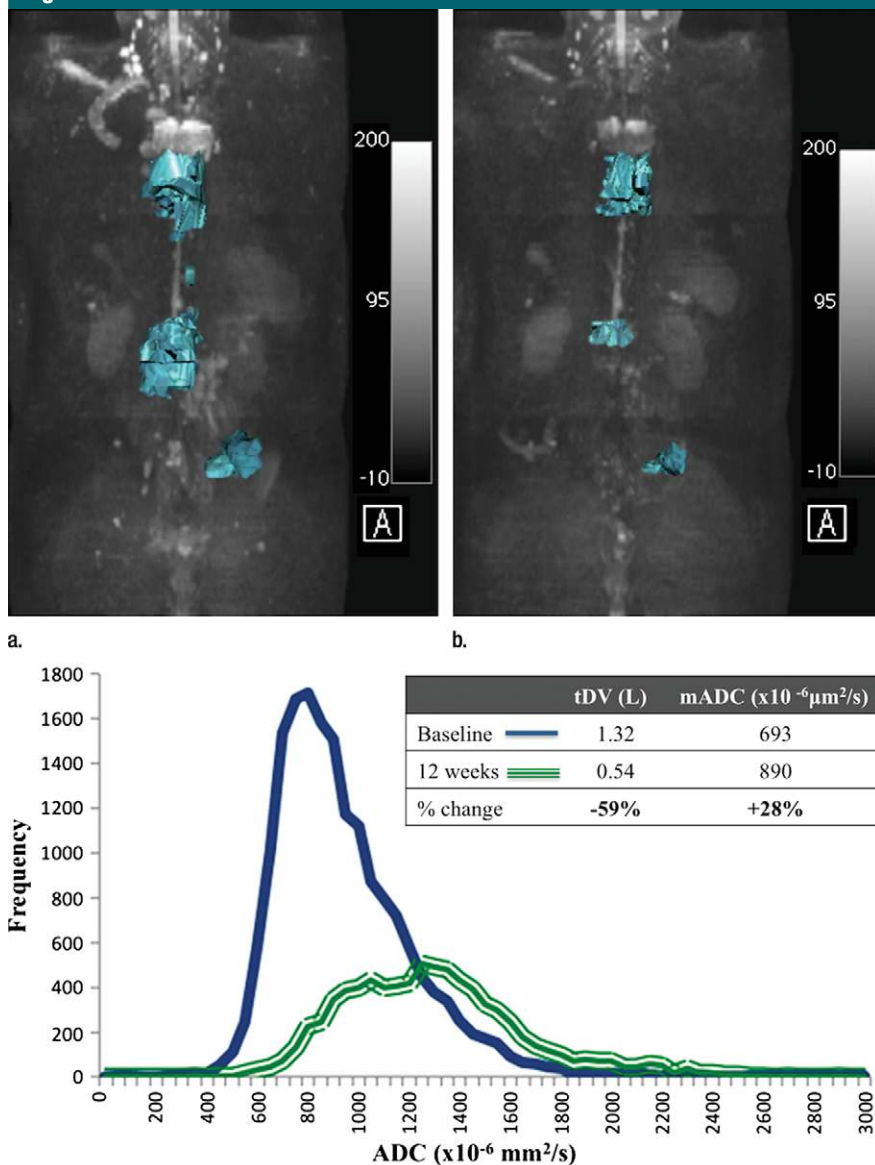 200
95
-10
A
200
95
-10
A
a.
b.
1800
1600
1400
1200
1000
800
600
400
200
0
Frequency
tDV (L) mADC (x10 -6μm²/s)
Baseline 1.32 693
12 weeks 0.54 890
% change -59% +28%
0 200 400 600 800 1000 1200 1400 1600 1800 2000 2200 2400 2600 2800 3000
ADC (x10-6 mm²/s)